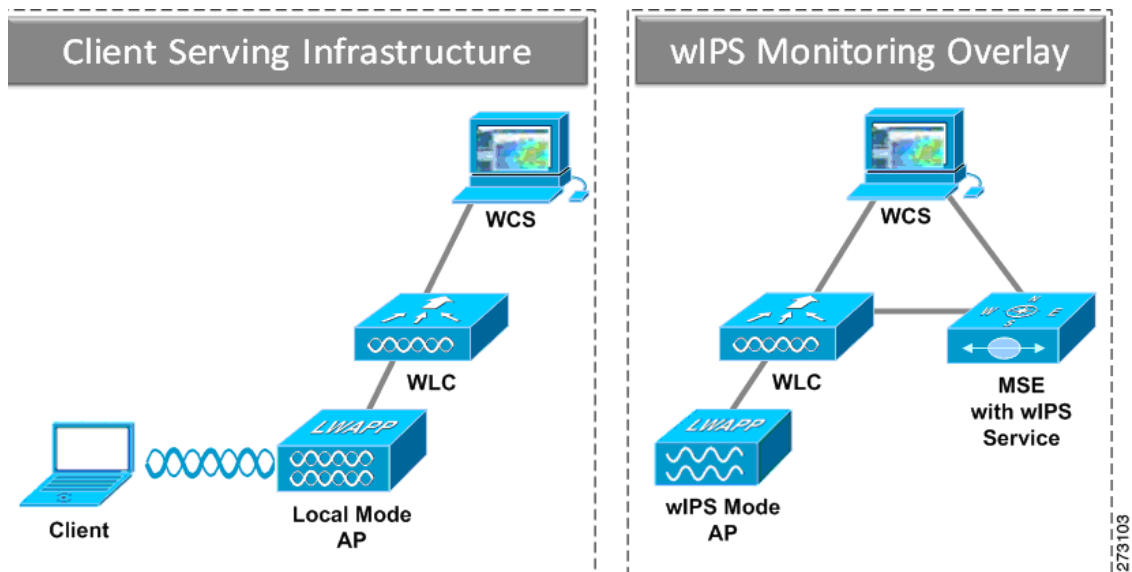 Client Serving Infrastructure
WCS
WLC
LWAPP
Client
Local Mode
AP
wIPS Monitoring Overlay
WCS
N
W
E
S
WLC
MSE
with wIPS
Service
LWAPP
wIPS Mode
AP
273103